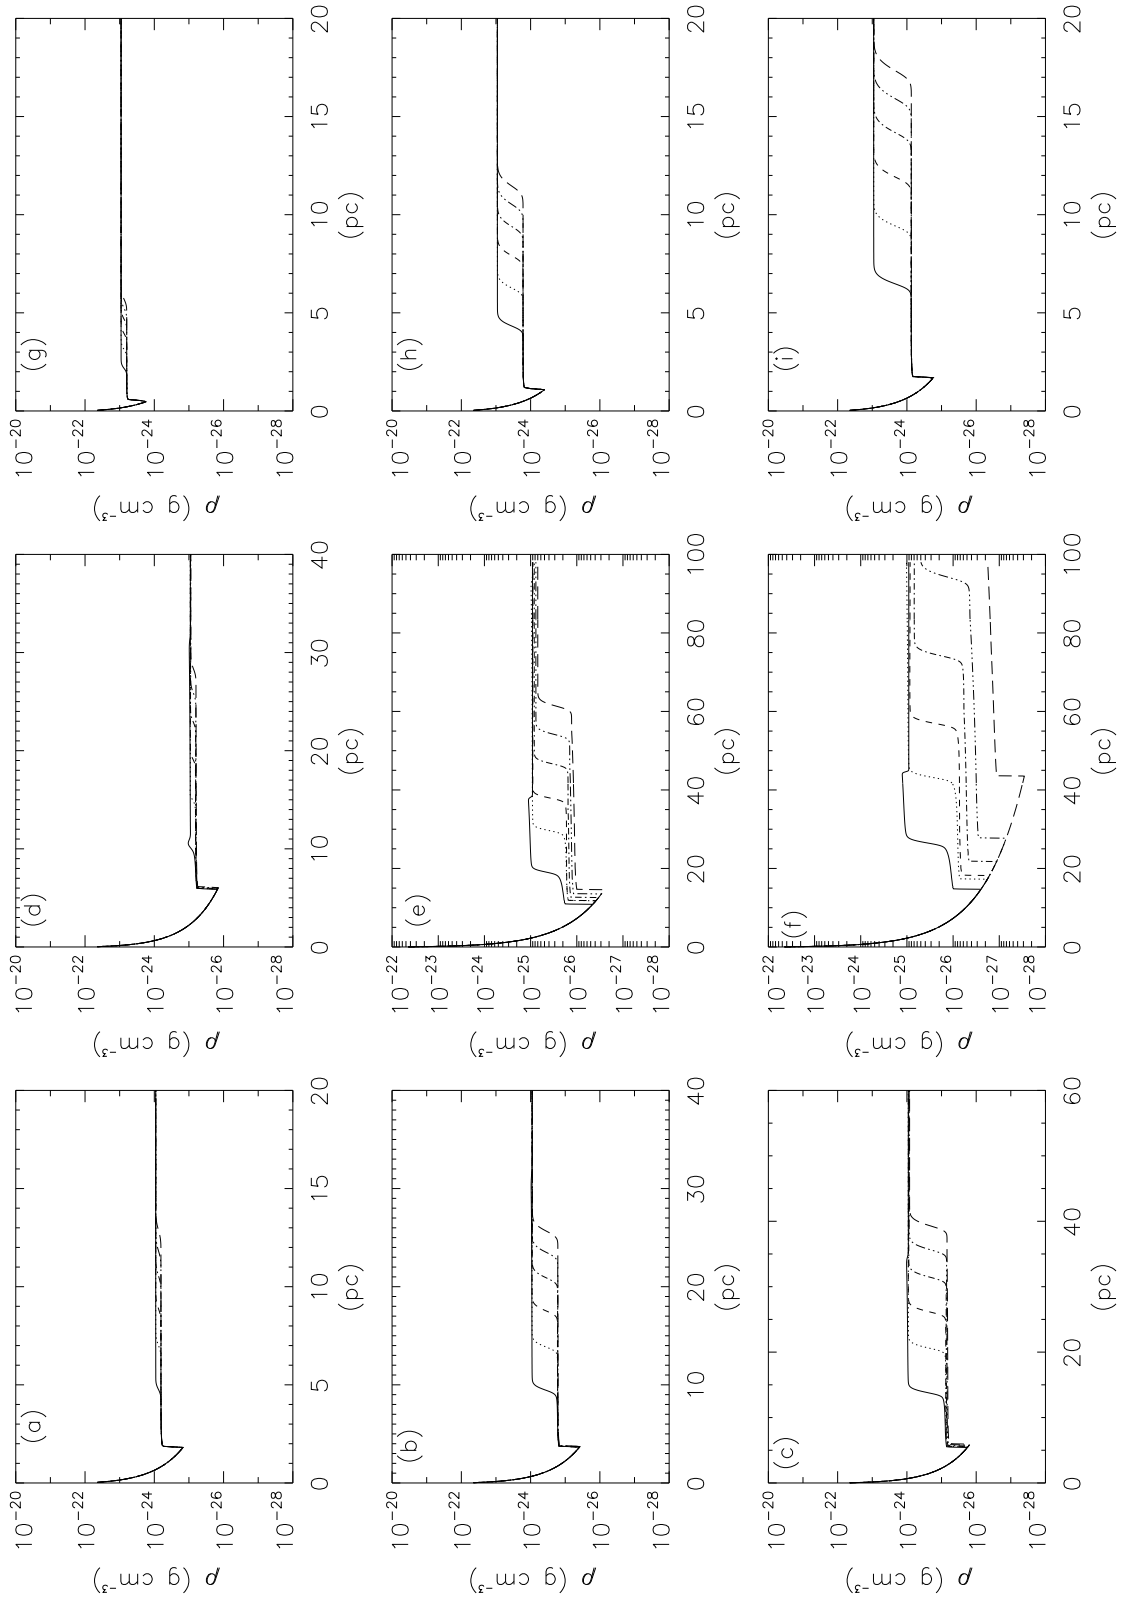 (a)
10⁻²⁰
10⁻²²
10⁻²⁴
10⁻²⁶
10⁻²⁸
ρ (g cm⁻³)
0 5 10 15 20
(pc)
(d)
10⁻²⁰
10⁻²²
10⁻²⁴
10⁻²⁶
10⁻²⁸
ρ (g cm⁻³)
0 10 20 30 40
(pc)
(g)
10⁻²⁰
10⁻²²
10⁻²⁴
10⁻²⁶
10⁻²⁸
ρ (g cm⁻³)
0 5 10 15 20
(pc)
(b)
10⁻²⁰
10⁻²²
10⁻²⁴
10⁻²⁶
10⁻²⁸
ρ (g cm⁻³)
0 10 20 30 40
(pc)
(e)
10⁻²²
10⁻²³
10⁻²⁴
10⁻²⁵
10⁻²⁶
10⁻²⁷
10⁻²⁸
ρ (g cm⁻³)
0 20 40 60 80 100
(pc)
(h)
10⁻²⁰
10⁻²²
10⁻²⁴
10⁻²⁶
10⁻²⁸
ρ (g cm⁻³)
0 5 10 15 20
(pc)
(c)
10⁻²⁰
10⁻²²
10⁻²⁴
10⁻²⁶
10⁻²⁸
ρ (g cm⁻³)
0 20 40 60
(pc)
(f)
10⁻²²
10⁻²³
10⁻²⁴
10⁻²⁵
10⁻²⁶
10⁻²⁷
10⁻²⁸
ρ (g cm⁻³)
0 20 40 60 80 100
(pc)
(i)
10⁻²⁰
10⁻²²
10⁻²⁴
10⁻²⁶
10⁻²⁸
ρ (g cm⁻³)
0 5 10 15 20
(pc)